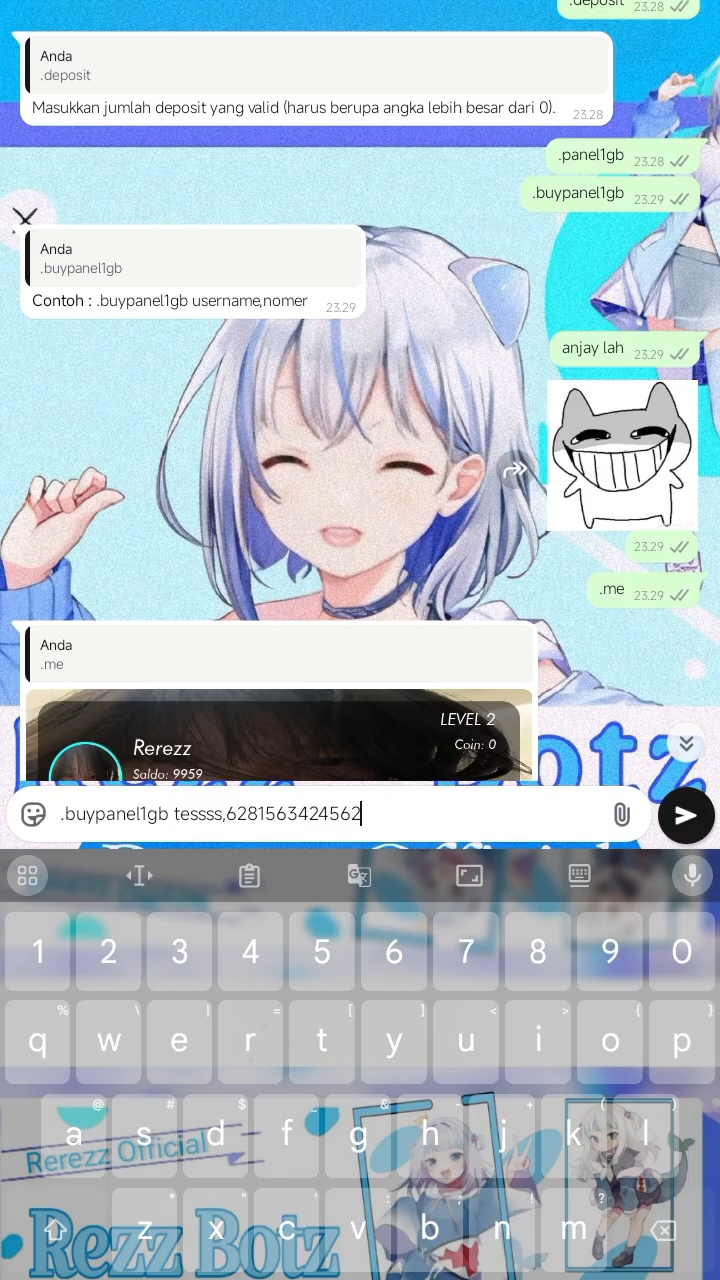 .deposit 23.28
Anda
.deposit
Masukkan jumlah deposit yang valid (harus berupa angka lebih besar dari 0). 23.28
.panel1gb 23.28
.buypanel1gb 23.29
Anda
.buypanel1gb
Contoh : .buypanel1gb username,nomer 23.29
anjay lah 23.29
23.29
.me 23.29
Anda
.me
LEVEL 2
Rerezz
Coin: 0
Saldo: 9959
Botz
.buypanel1gb tessss,6281563424562
1 2 3 4 5 6 7 8 9 0
% \ | = [ ] < > { }
q w e r t y u i o p
@ # $ _ & - + ( )
a s d f g h j k l
Rerezz Official
* " ' : ; ! ?
z x c v b n m
Rezz Botz